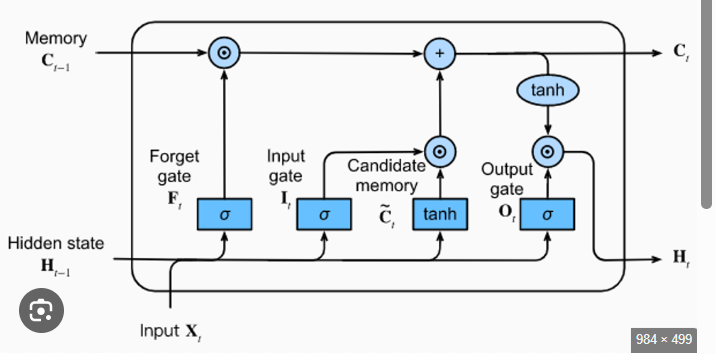 Memory
C_{t-1}
C_t
+
tanh
Forget
gate
F_t
σ
Input
gate
I_t
σ
Candidate
memory
C̃_t
tanh
Output
gate
O_t
σ
Hidden state
H_{t-1}
H_t
Input X_t
984 × 499